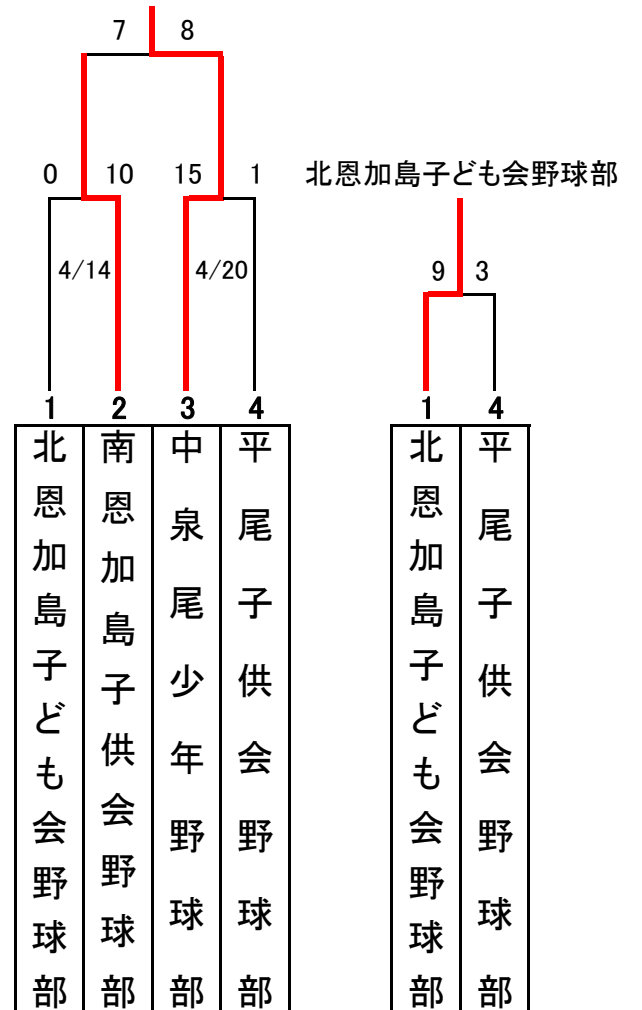 7 8
0 10 15 1
北恩加島子ども会野球部
4/14 4/20
9 3
1 2 3 4
1 4
北恩加島子ども会野球部
南恩加島子供会野球部
中泉尾少年野球部
平尾子供会野球部
北恩加島子ども会野球部
平尾子供会野球部